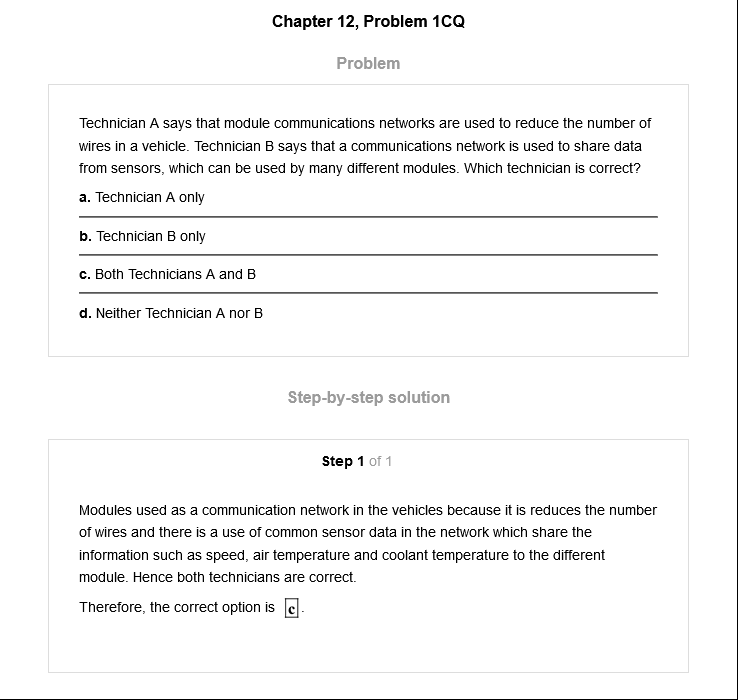 Chapter 12, Problem 1CQ
Problem
Technician A says that module communications networks are used to reduce the number of
wires in a vehicle. Technician B says that a communications network is used to share data
from sensors, which can be used by many different modules. Which technician is correct?
a. Technician A only
b. Technician B only
c. Both Technicians A and B
d. Neither Technician A nor B
Step-by-step solution
Step 1 of 1
Modules used as a communication network in the vehicles because it is reduces the number
of wires and there is a use of common sensor data in the network which share the
information such as speed, air temperature and coolant temperature to the different
module. Hence both technicians are correct.
Therefore, the correct option is c.